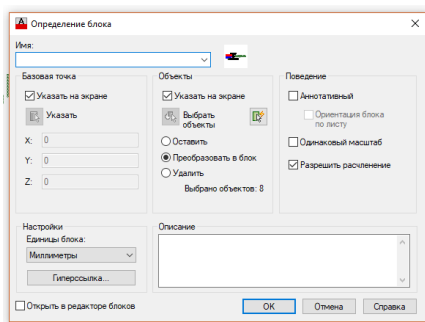 Определение блока
Имя:
Базовая точка
Указать на экране
Указать
X: 0
Y: 0
Z: 0
Объекты
Указать на экране
Выбрать
объекты
Оставить
Преобразовать в блок
Удалить
Выбрано объектов: 8
Поведение
Аннотативный
Ориентация блока
по листу
Одинаковый масштаб
Разрешить расчленение
Настройки
Единицы блока:
Миллиметры
Гиперссылка...
Описание
Открыть в редакторе блоков
OK
Отмена
Справка